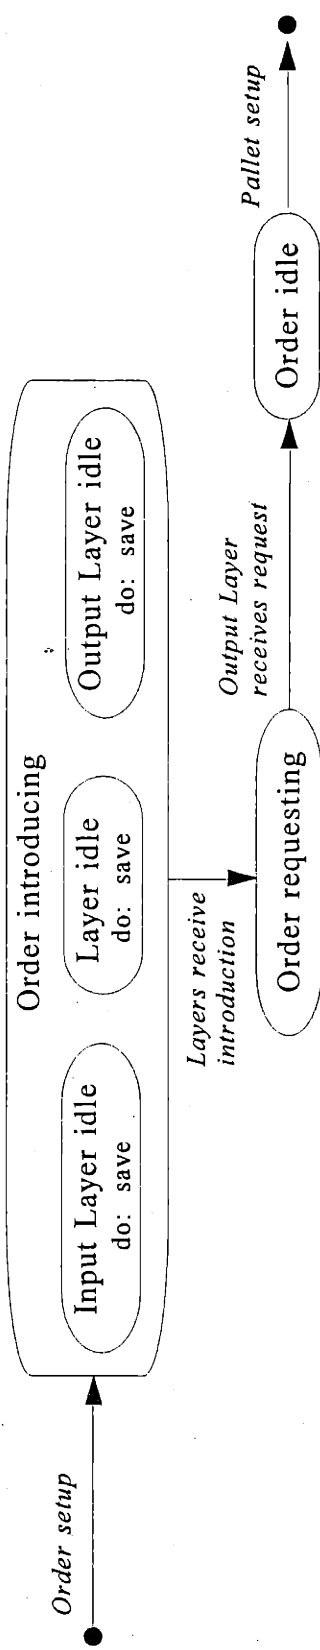 Order setup
Order introducing
Input Layer idle
do: save
Layer idle
do: save
Output Layer idle
do: save
Layers receive
introduction
Order requesting
Output Layer
receives request
Order idle
Pallet setup